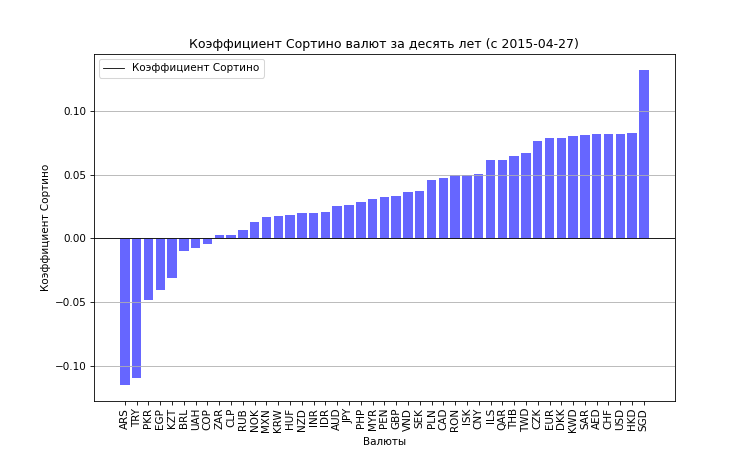 Коэффициент Сортино валют за десять лет (с 2015-04-27)
Коэффициент Сортино
Коэффициент Сортино
0.10
0.05
0.00
−0.05
−0.10
ARS
TRY
PKR
EGP
KZT
BRL
UAH
COP
ZAR
CLP
RUB
NOK
MXN
KRW
HUF
NZD
INR
IDR
AUD
JPY
PHP
MYR
PEN
GBP
VND
SEK
PLN
CAD
RON
ISK
CNY
ILS
QAR
THB
TWD
CZK
EUR
DKK
KWD
SAR
AED
CHF
USD
HKD
SGD
Валюты